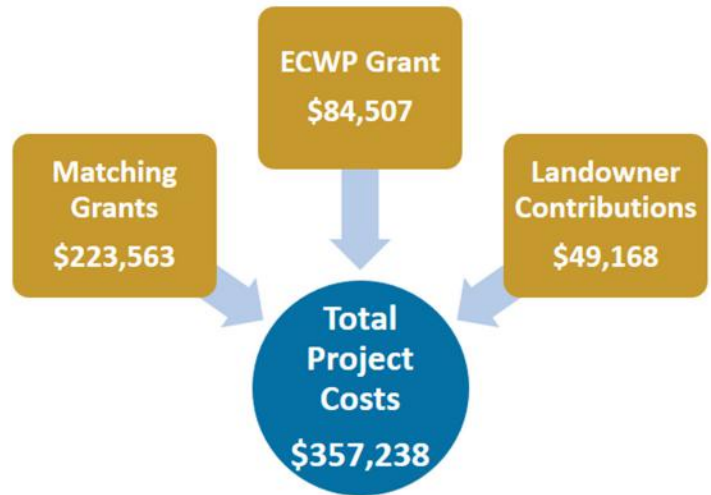 ECWP Grant
$84,507
Matching
Grants
$223,563
Landowner
Contributions
$49,168
Total
Project
Costs
$357,238